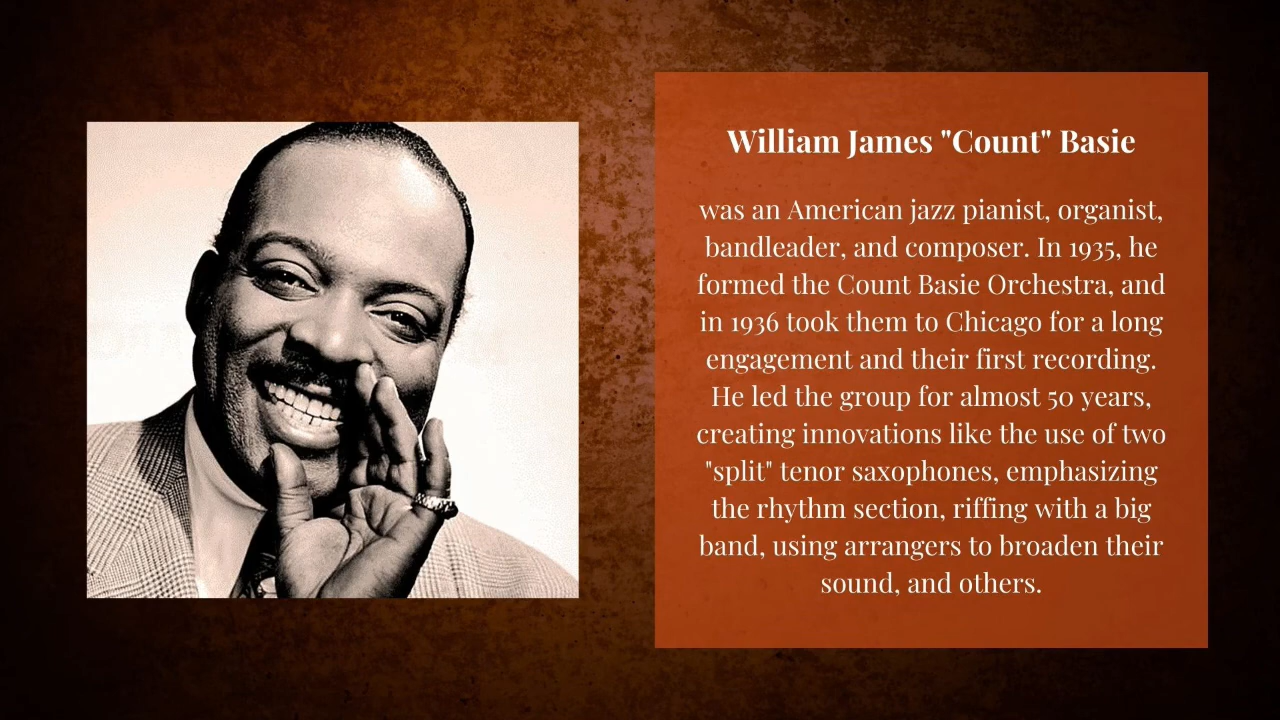 William James "Count" Basie
was an American jazz pianist, organist,
bandleader, and composer. In 1935, he
formed the Count Basie Orchestra, and
in 1936 took them to Chicago for a long
engagement and their first recording.
He led the group for almost 50 years,
creating innovations like the use of two
"split" tenor saxophones, emphasizing
the rhythm section, riffing with a big
band, using arrangers to broaden their
sound, and others.